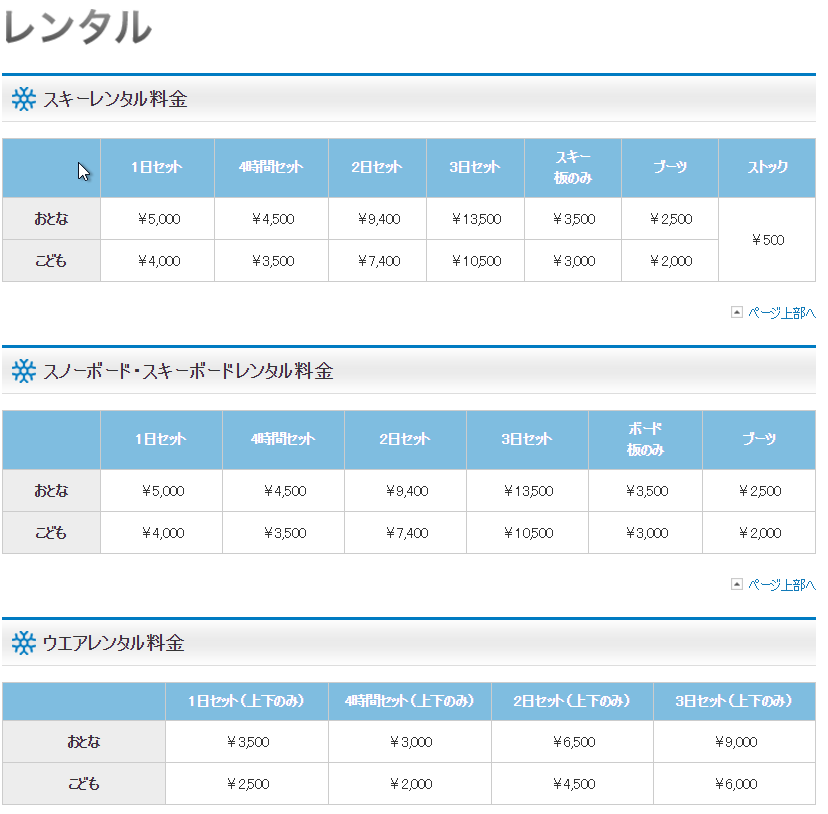 レンタル
スキーレンタル料金
1日セット 4時間セット 2日セット 3日セット スキー板のみ ブーツ ストック
おとな ¥5,000 ¥4,500 ¥9,400 ¥13,500 ¥3,500 ¥2,500 ¥500
こども ¥4,000 ¥3,500 ¥7,400 ¥10,500 ¥3,000 ¥2,000
ページ上部へ
スノーボード・スキーボードレンタル料金
1日セット 4時間セット 2日セット 3日セット ボード板のみ ブーツ
おとな ¥5,000 ¥4,500 ¥9,400 ¥13,500 ¥3,500 ¥2,500
こども ¥4,000 ¥3,500 ¥7,400 ¥10,500 ¥3,000 ¥2,000
ページ上部へ
ウエアレンタル料金
1日セット（上下のみ） 4時間セット（上下のみ） 2日セット（上下のみ） 3日セット（上下のみ）
おとな ¥3,500 ¥3,000 ¥6,500 ¥9,000
こども ¥2,500 ¥2,000 ¥4,500 ¥6,000